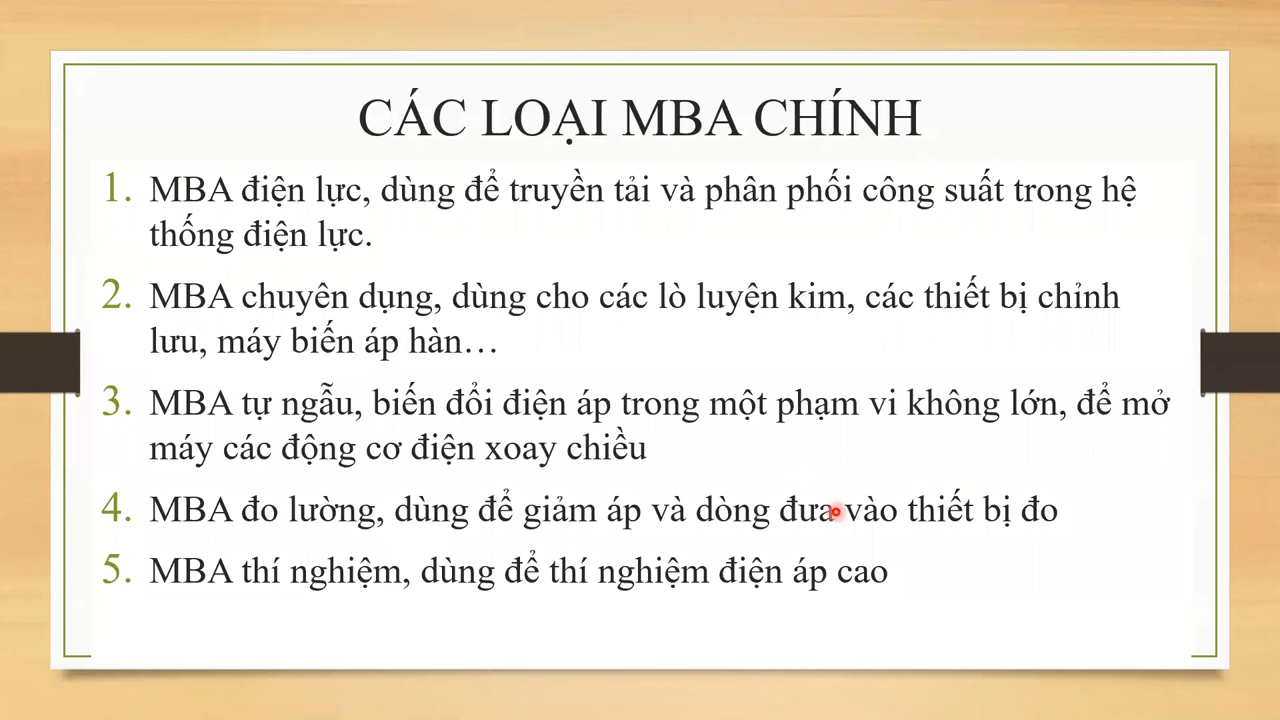 CÁC LOẠI MBA CHÍNH
1. MBA điện lực, dùng để truyền tải và phân phối công suất trong hệ
thống điện lực.
2. MBA chuyên dụng, dùng cho các lò luyện kim, các thiết bị chỉnh
lưu, máy biến áp hàn…
3. MBA tự ngẫu, biến đổi điện áp trong một phạm vi không lớn, để mở
máy các động cơ điện xoay chiều
4. MBA đo lường, dùng để giảm áp và dòng đưa vào thiết bị đo
5. MBA thí nghiệm, dùng để thí nghiệm điện áp cao